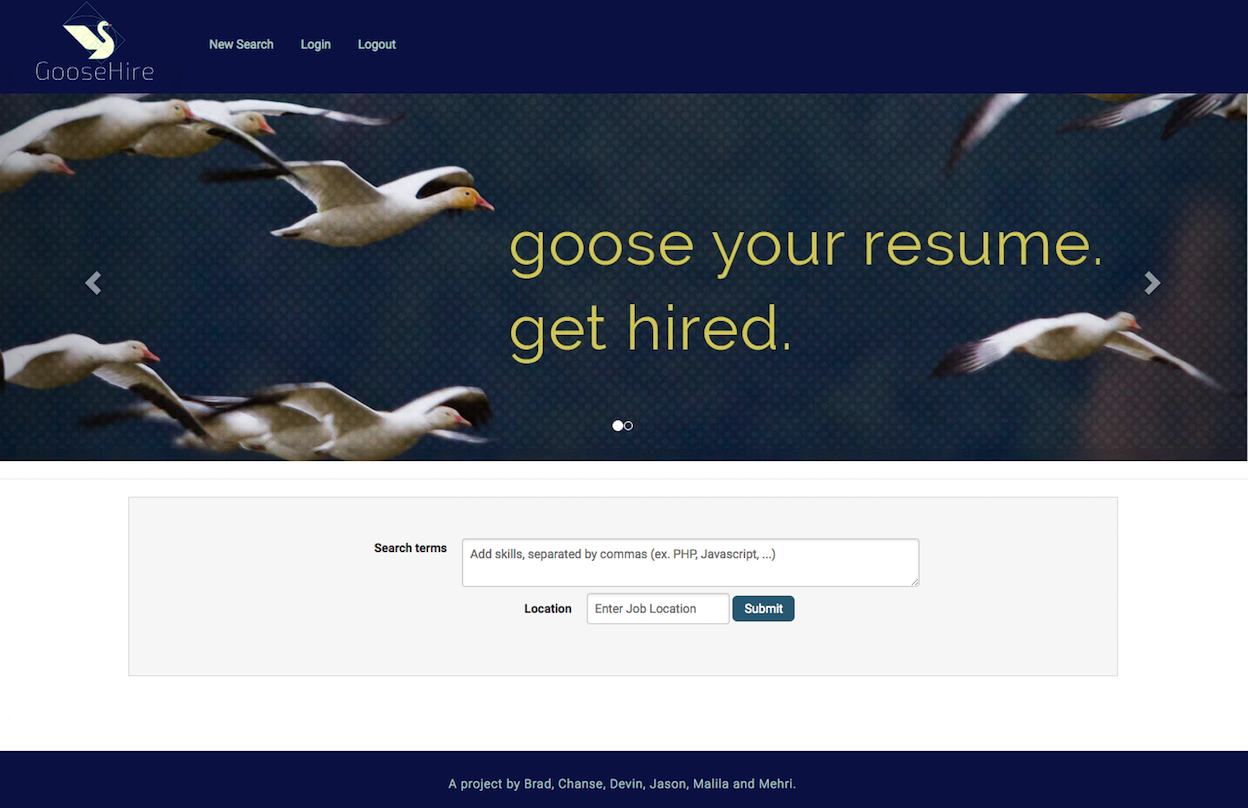 GooseHire
New Search
Login
Logout
goose your resume.
get hired.
Search terms
Add skills, separated by commas (ex. PHP, Javascript, ...)
Location
Enter Job Location
Submit
A project by Brad, Chanse, Devin, Jason, Malila and Mehri.